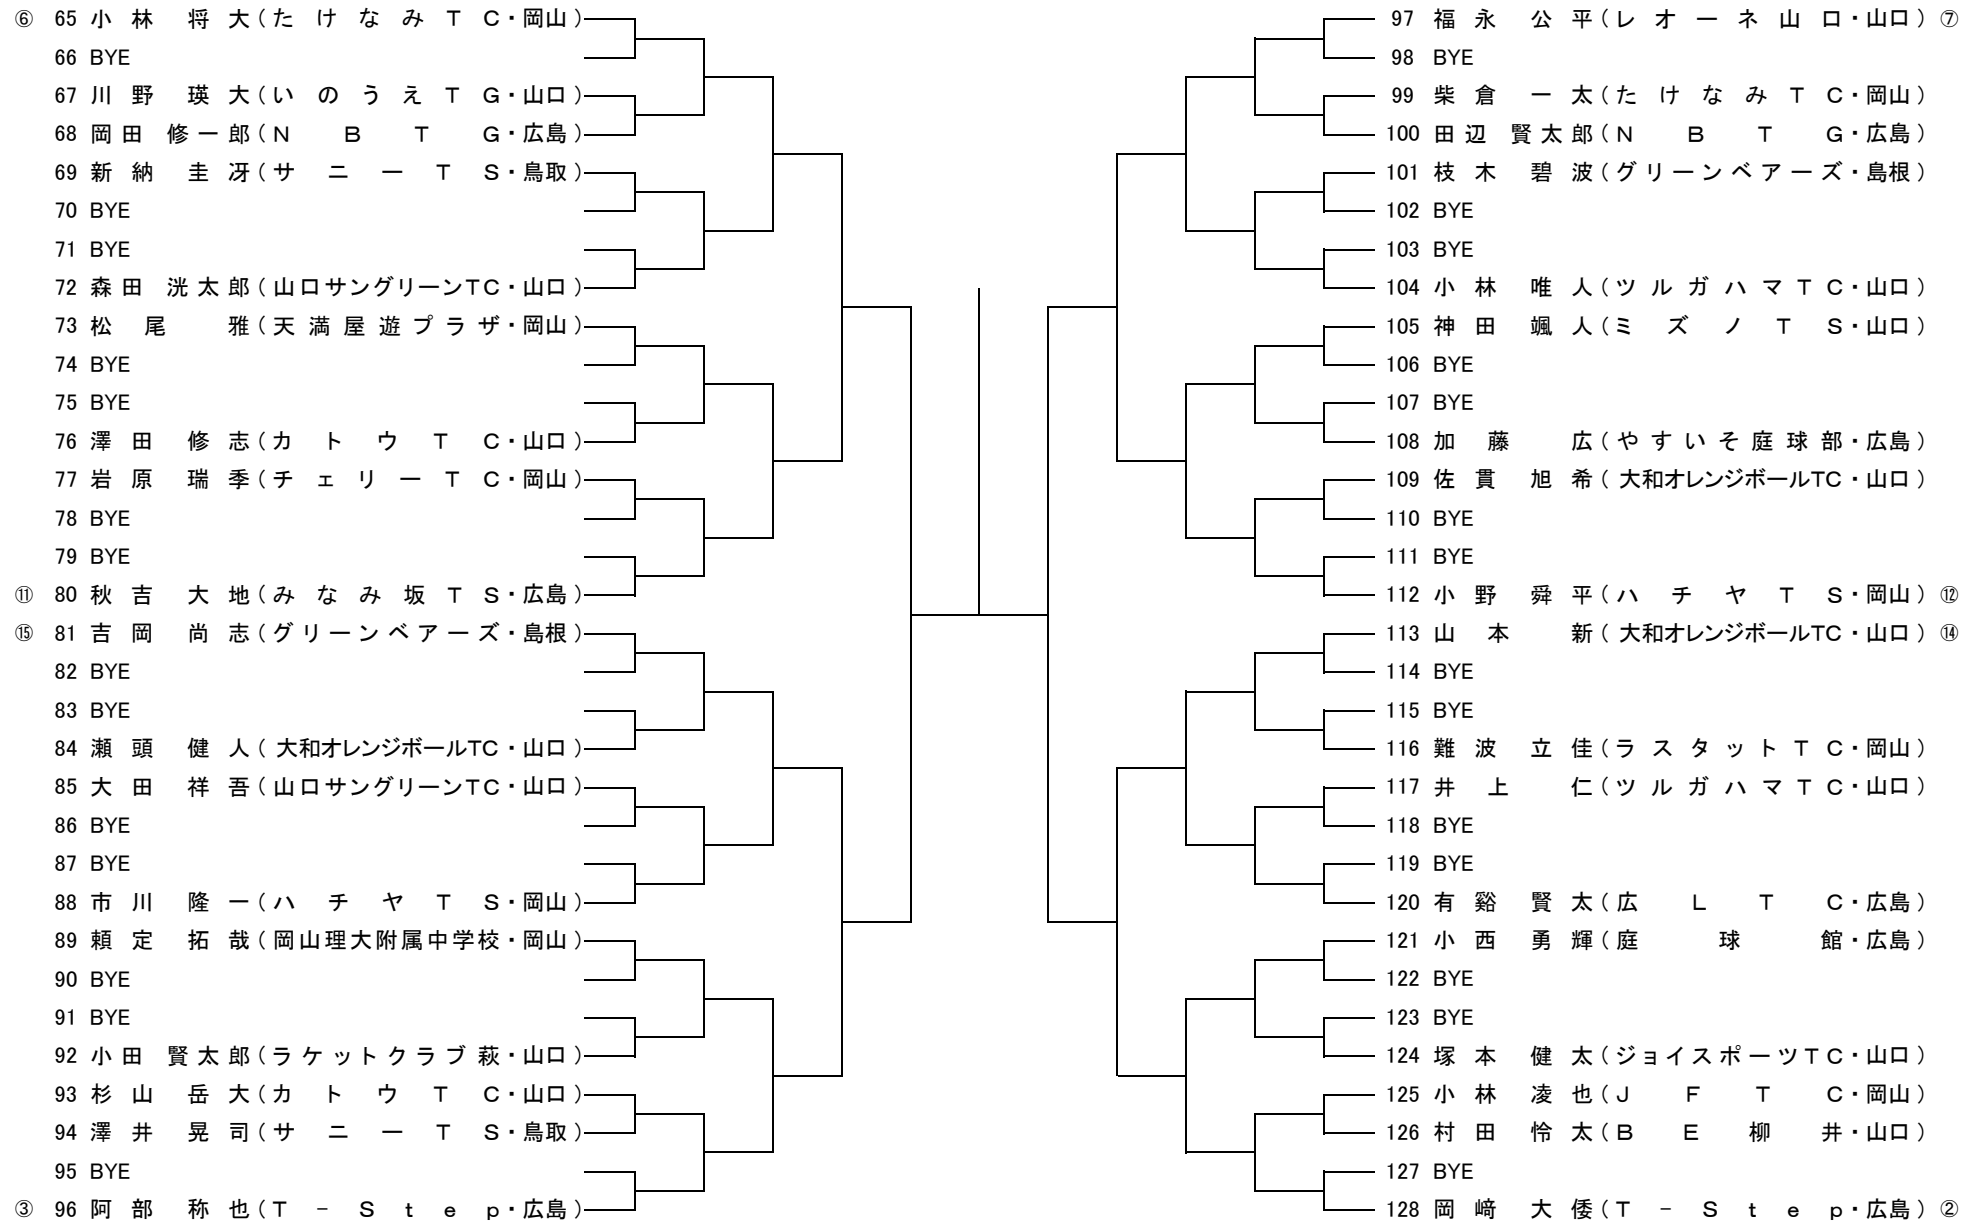 ⑥ 65 小林 将大(たけなみTC・岡山)
66 BYE
67 川野 瑛大(いのうえTG・山口)
68 岡田 修一郎(NBTG・広島)
69 新納 圭冴(サニーTS・鳥取)
70 BYE
71 BYE
72 森田 洸太郎(山口サングリーンTC・山口)
73 松尾 雅(天満屋遊プラザ・岡山)
74 BYE
75 BYE
76 澤田 修志(カトウTC・山口)
77 岩原 瑞季(チェリーTC・岡山)
78 BYE
79 BYE
⑪ 80 秋吉 大地(みなみ坂TS・広島)
⑮ 81 吉岡 尚志(グリーンベアーズ・島根)
82 BYE
83 BYE
84 瀬頭 健人(大和オレンジボールTC・山口)
85 大田 祥吾(山口サングリーンTC・山口)
86 BYE
87 BYE
88 市川 隆一(ハチヤTS・岡山)
89 頼定 拓哉(岡山理大附属中学校・岡山)
90 BYE
91 BYE
92 小田 賢太郎(ラケットクラブ萩・山口)
93 杉山 岳大(カトウTC・山口)
94 澤井 晃司(サニーTS・鳥取)
95 BYE
③ 96 阿部 称也(T-Step・広島)
97 福永 公平(レオーネ山口・山口) ⑦
98 BYE
99 柴倉 一太(たけなみTC・岡山)
100 田辺 賢太郎(NBTG・広島)
101 枝木 碧波(グリーンベアーズ・島根)
102 BYE
103 BYE
104 小林 唯人(ツルガハマTC・山口)
105 神田 颯人(ミズノTS・山口)
106 BYE
107 BYE
108 加藤 広(やすいそ庭球部・広島)
109 佐貫 旭希(大和オレンジボールTC・山口)
110 BYE
111 BYE
112 小野 舜平(ハチヤTS・岡山) ⑫
113 山本 新(大和オレンジボールTC・山口) ⑭
114 BYE
115 BYE
116 難波 立佳(ラスタットTC・岡山)
117 井上 仁(ツルガハマTC・山口)
118 BYE
119 BYE
120 有谿 賢太(広LTC・広島)
121 小西 勇輝(庭球館・広島)
122 BYE
123 BYE
124 塚本 健太(ジョイスポーツTC・山口)
125 小林 凌也(JFTC・岡山)
126 村田 怜太(BE柳井・山口)
127 BYE
128 岡﨑 大倭(T-Step・広島) ②